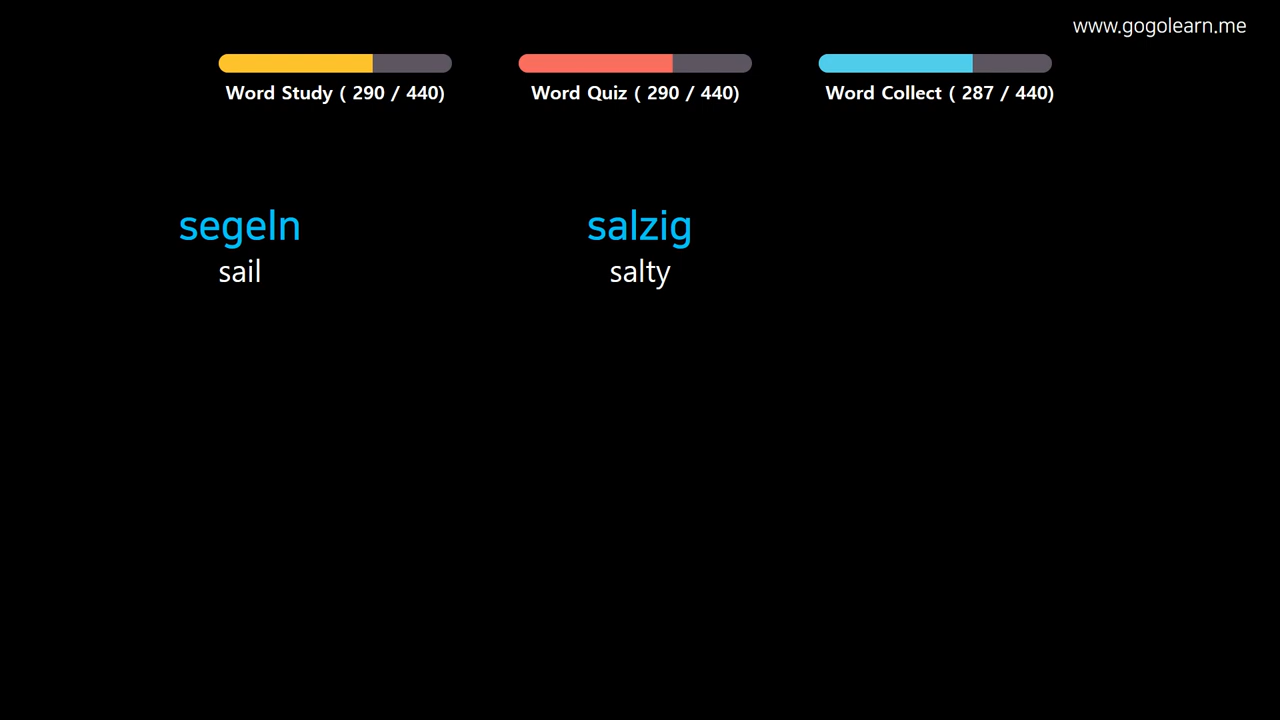 www.gogolearn.me
Word Study ( 290 / 440)
Word Quiz ( 290 / 440)
Word Collect ( 287 / 440)
segeln
sail
salzig
salty